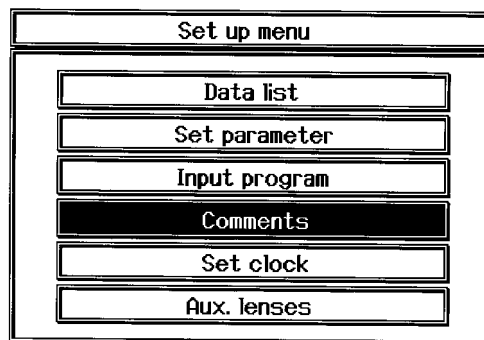 Set up menu
Data list
Set parameter
Input program
Comments
Set clock
Aux. lenses